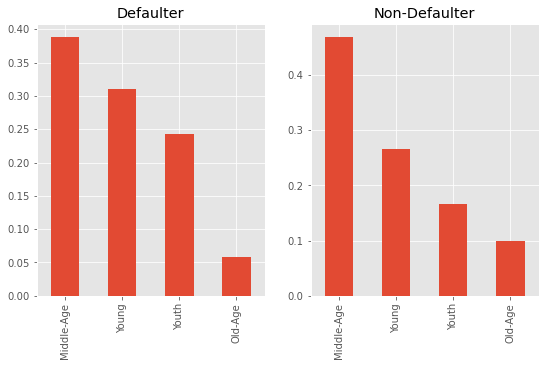 Defaulter
0.40
0.35
0.30
0.25
0.20
0.15
0.10
0.05
0.00
Middle-Age
Young
Youth
Old-Age
Non-Defaulter
0.4
0.3
0.2
0.1
0.0
Middle-Age
Young
Youth
Old-Age